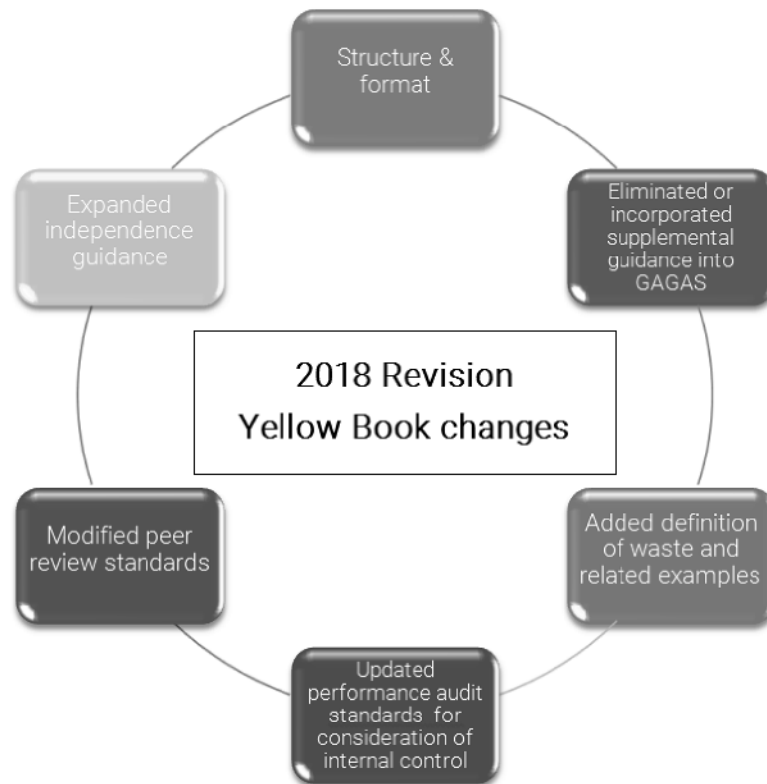 Structure &
format
Eliminated or
incorporated
supplemental
guidance into
GAGAS
Added definition
of waste and
related examples
Updated
performance audit
standards for
consideration of
internal control
Modified peer
review standards
Expanded
independence
guidance
2018 Revision
Yellow Book changes